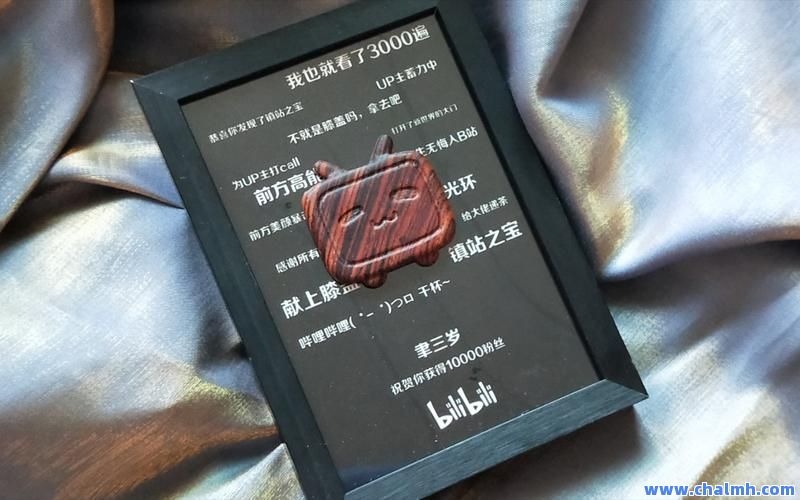 我也就看了3000遍
UP主蓄力中
恭喜你发现了镇站之宝
不就是膝盖吗，拿去吧
打开了新世界的大门
为UP主打call
生无悔入B站
前方高能
光环
前方美颜暴
给大佬递茶
感谢所有
镇站之宝
献上膝盖
哔哩哔哩(゜-゜)つロ 干杯~
聿三岁
祝贺你获得10000粉丝
bilibili
www.chalmh.com